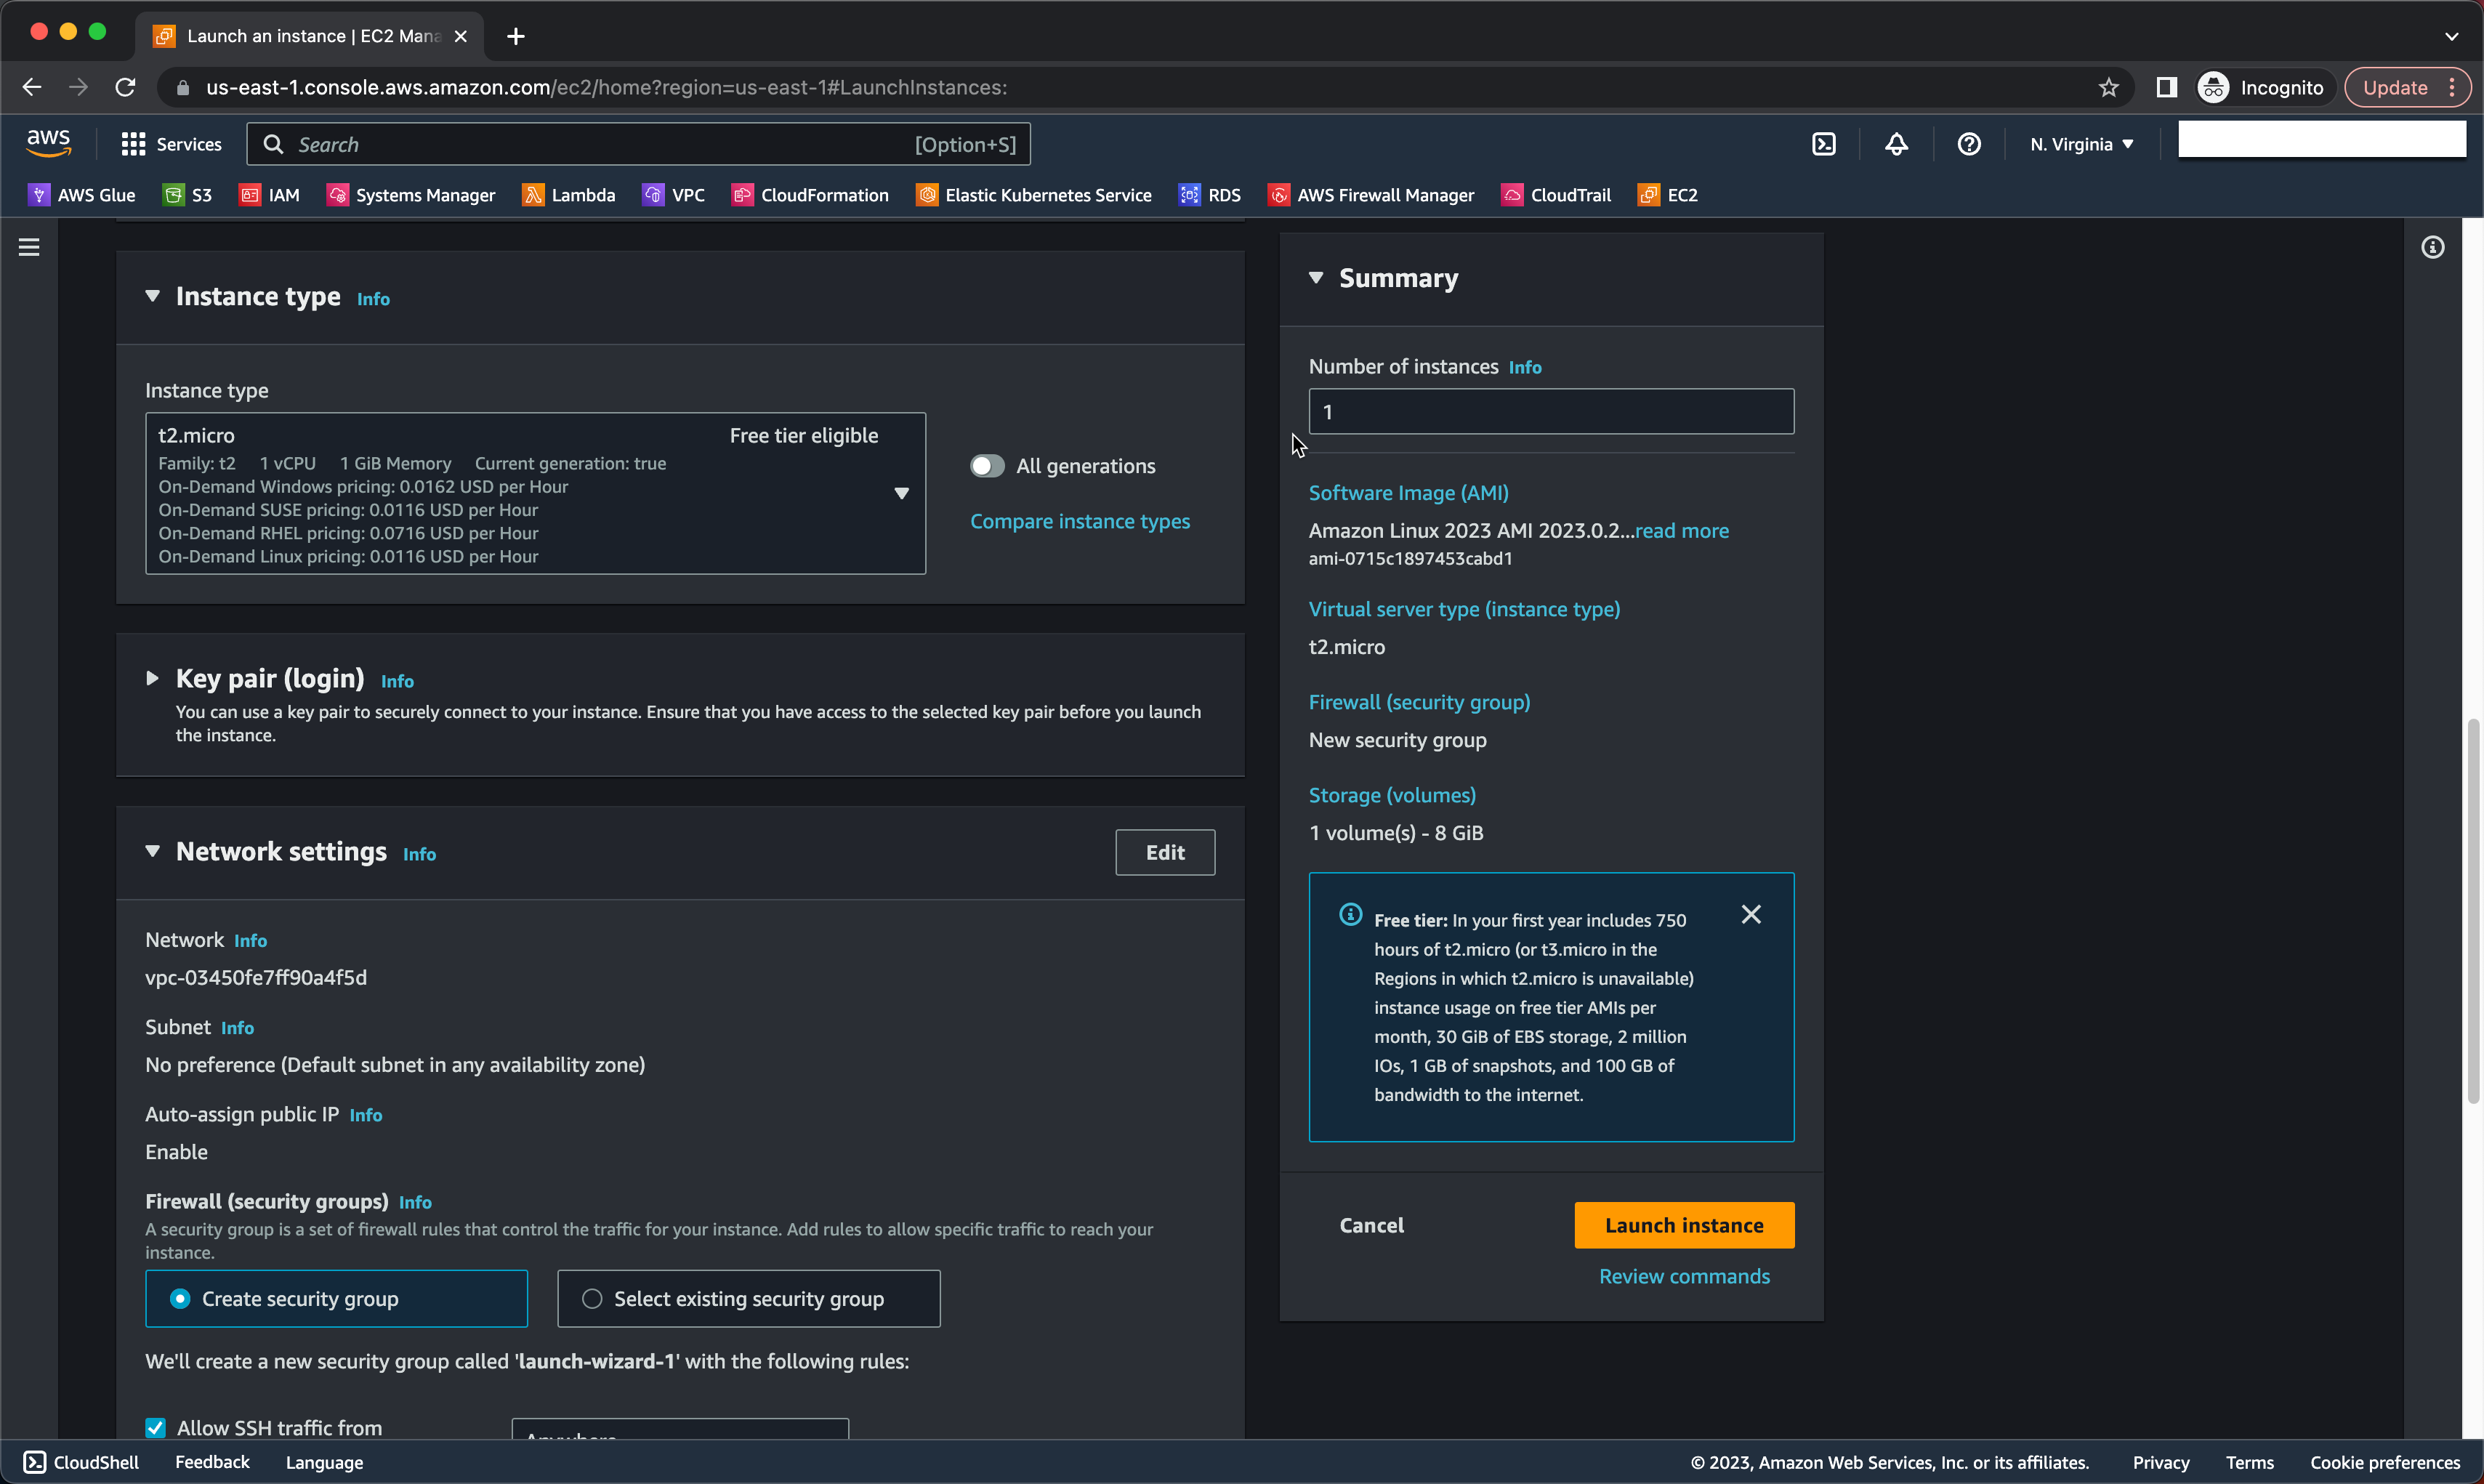 Launch an instance | EC2 Mana
us-east-1.console.aws.amazon.com/ec2/home?region=us-east-1#LaunchInstances:
Incognito
Update
aws
Services
Search
[Option+S]
N. Virginia
AWS Glue
S3
IAM
Systems Manager
Lambda
VPC
CloudFormation
Elastic Kubernetes Service
RDS
AWS Firewall Manager
CloudTrail
EC2
Instance type Info
Instance type
t2.micro
Free tier eligible
Family: t2 1 vCPU 1 GiB Memory Current generation: true
On-Demand Windows pricing: 0.0162 USD per Hour
On-Demand SUSE pricing: 0.0116 USD per Hour
On-Demand RHEL pricing: 0.0716 USD per Hour
On-Demand Linux pricing: 0.0116 USD per Hour
All generations
Compare instance types
Key pair (login) Info
You can use a key pair to securely connect to your instance. Ensure that you have access to the selected key pair before you launch
the instance.
Network settings Info
Edit
Network Info
vpc-03450fe7ff90a4f5d
Subnet Info
No preference (Default subnet in any availability zone)
Auto-assign public IP Info
Enable
Firewall (security groups) Info
A security group is a set of firewall rules that control the traffic for your instance. Add rules to allow specific traffic to reach your
instance.
Create security group
Select existing security group
We'll create a new security group called 'launch-wizard-1' with the following rules:
Allow SSH traffic from
Anywhere
Summary
Number of instances Info
1
Software Image (AMI)
Amazon Linux 2023 AMI 2023.0.2...read more
ami-0715c1897453cabd1
Virtual server type (instance type)
t2.micro
Firewall (security group)
New security group
Storage (volumes)
1 volume(s) - 8 GiB
Free tier: In your first year includes 750
hours of t2.micro (or t3.micro in the
Regions in which t2.micro is unavailable)
instance usage on free tier AMIs per
month, 30 GiB of EBS storage, 2 million
IOs, 1 GB of snapshots, and 100 GB of
bandwidth to the internet.
Cancel
Launch instance
Review commands
CloudShell
Feedback
Language
© 2023, Amazon Web Services, Inc. or its affiliates.
Privacy
Terms
Cookie preferences